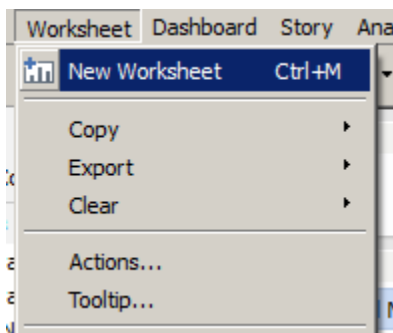 Worksheet Dashboard Story Ana
New Worksheet Ctrl+M
Copy
Export
Clear
Actions...
Tooltip...